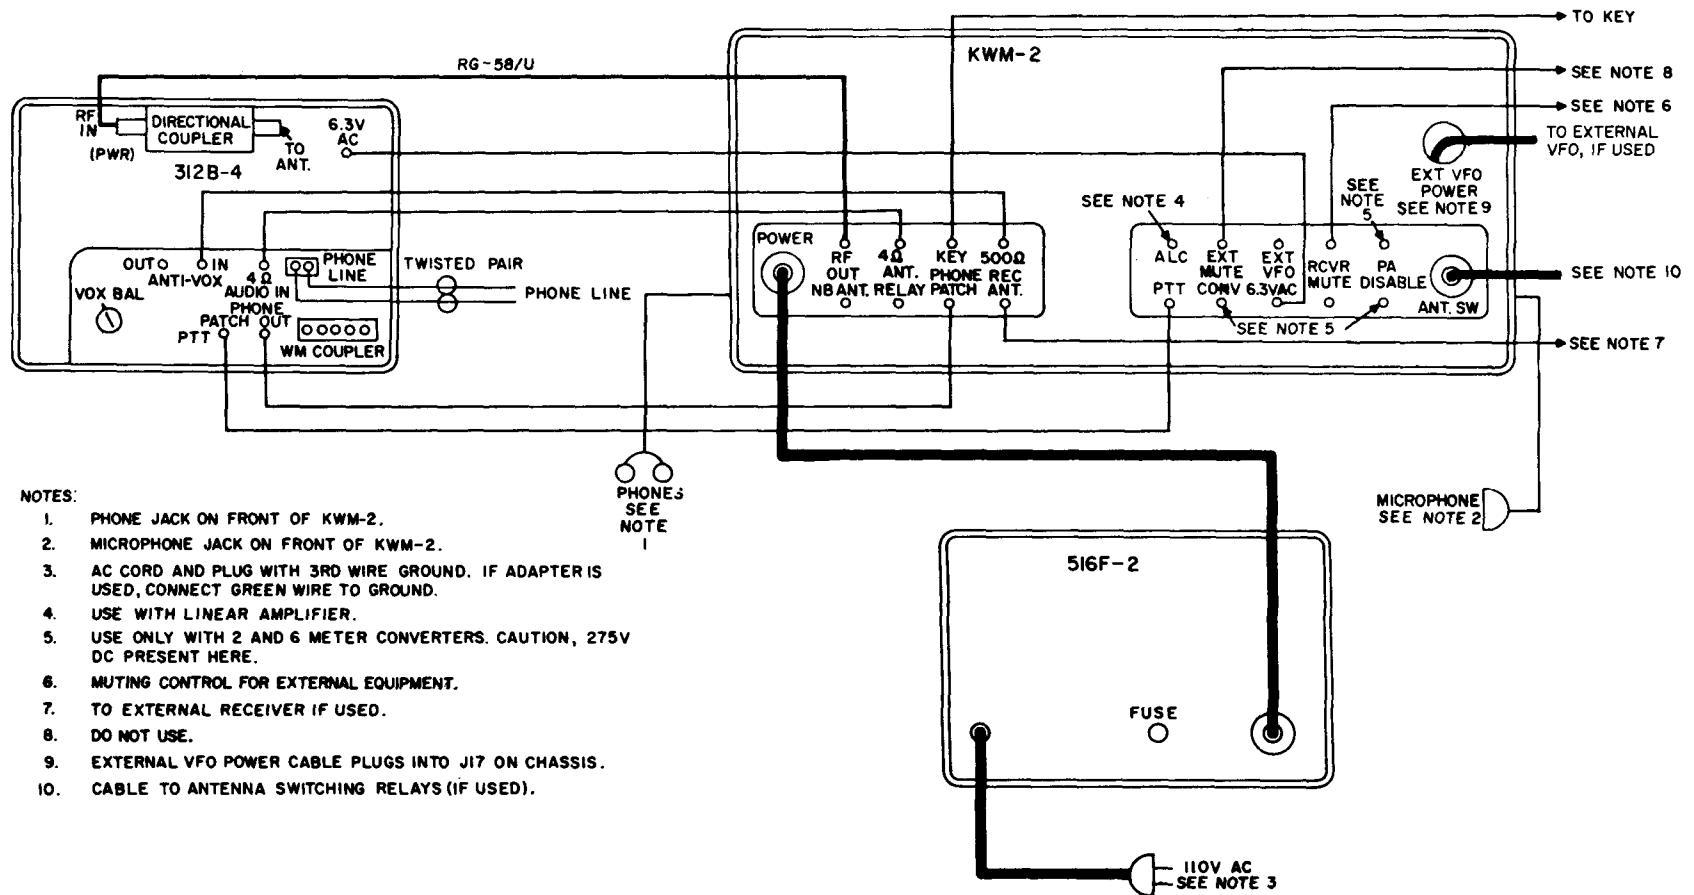 TO KEY
KWM-2
RG-58/U
SEE NOTE 8
SEE NOTE 6
TO EXTERNAL
VFO, IF USED
RF
IN
(PWR)
DIRECTIONAL
COUPLER
TO
ANT.
6.3V
AC
312B-4
EXT VFO
POWER
SEE NOTE 9
SEE NOTE 4
SEE
NOTE
5
POWER
RF
OUT
4Ω
KEY
500Ω
ANT.
PHONE
REC
NB ANT.
RELAY
PATCH
ANT.
ALC
EXT
MUTE
EXT
VFO
RCVR
MUTE
PA
DISABLE
PTT
CONV
6.3VAC
ANT. SW
SEE NOTE 5
SEE NOTE 10
SEE NOTE 7
OUT
IN
ANTI-VOX
4Ω
AUDIO IN
PHONE
LINE
VOX BAL
PHONE
PATCH OUT
PTT
WM COUPLER
TWISTED PAIR
PHONE LINE
PHONES
SEE
NOTE
1
MICROPHONE
SEE NOTE 2
516F-2
FUSE
110V AC
SEE NOTE 3
NOTES:
1. PHONE JACK ON FRONT OF KWM-2.
2. MICROPHONE JACK ON FRONT OF KWM-2.
3. AC CORD AND PLUG WITH 3RD WIRE GROUND. IF ADAPTER IS
USED, CONNECT GREEN WIRE TO GROUND.
4. USE WITH LINEAR AMPLIFIER.
5. USE ONLY WITH 2 AND 6 METER CONVERTERS. CAUTION, 275V
DC PRESENT HERE.
6. MUTING CONTROL FOR EXTERNAL EQUIPMENT.
7. TO EXTERNAL RECEIVER IF USED.
8. DO NOT USE.
9. EXTERNAL VFO POWER CABLE PLUGS INTO J17 ON CHASSIS.
10. CABLE TO ANTENNA SWITCHING RELAYS (IF USED).